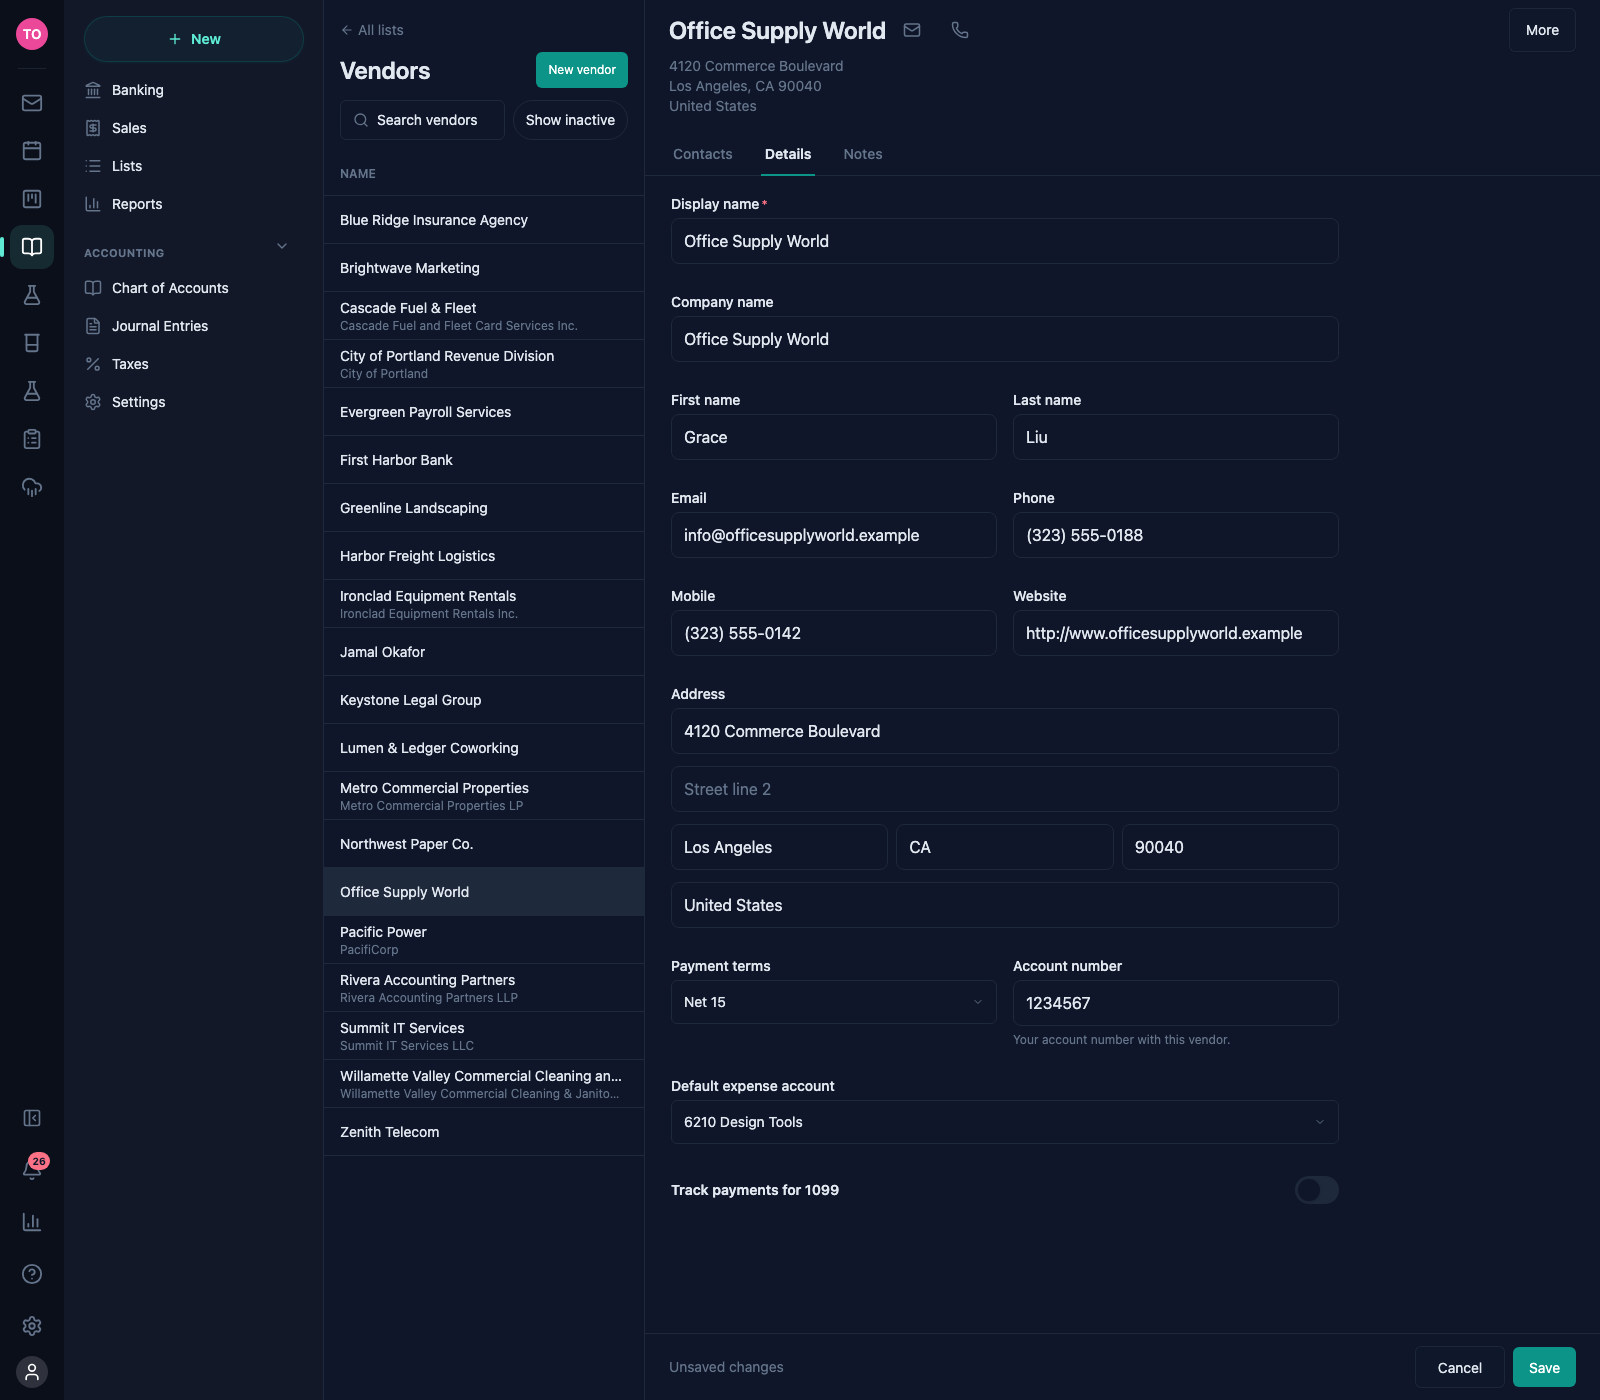 TO
New
Banking
Sales
Lists
Reports
ACCOUNTING
Chart of Accounts
Journal Entries
Taxes
Settings
26
All lists
Vendors
New vendor
Search vendors
Show inactive
NAME
Blue Ridge Insurance Agency
Brightwave Marketing
Cascade Fuel & Fleet
Cascade Fuel and Fleet Card Services Inc.
City of Portland Revenue Division
City of Portland
Evergreen Payroll Services
First Harbor Bank
Greenline Landscaping
Harbor Freight Logistics
Ironclad Equipment Rentals
Ironclad Equipment Rentals Inc.
Jamal Okafor
Keystone Legal Group
Lumen & Ledger Coworking
Metro Commercial Properties
Metro Commercial Properties LP
Northwest Paper Co.
Office Supply World
Pacific Power
PacifiCorp
Rivera Accounting Partners
Rivera Accounting Partners LLP
Summit IT Services
Summit IT Services LLC
Willamette Valley Commercial Cleaning an...
Willamette Valley Commercial Cleaning & Janito...
Zenith Telecom
Office Supply World
More
4120 Commerce Boulevard
Los Angeles, CA 90040
United States
Contacts
Details
Notes
Display name*
Office Supply World
Company name
Office Supply World
First name
Last name
Grace
Liu
Email
Phone
info@officesupplyworld.example
(323) 555-0188
Mobile
Website
(323) 555-0142
http://www.officesupplyworld.example
Address
4120 Commerce Boulevard
Street line 2
Los Angeles
CA
90040
United States
Payment terms
Account number
Net 15
1234567
Your account number with this vendor.
Default expense account
6210 Design Tools
Track payments for 1099
Unsaved changes
Cancel
Save